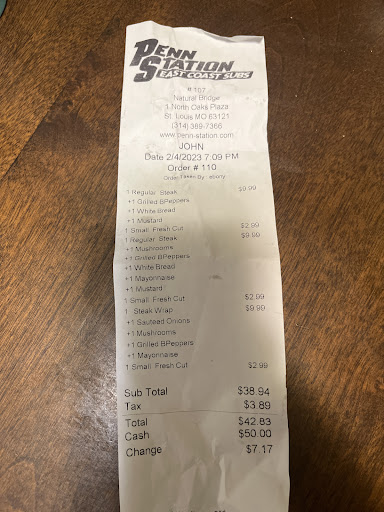 PENN
STATION
EAST COAST SUBS
# 107
Natural Bridge
1 North Oaks Plaza
St. Louis MO 63121
(314) 389-7366
www.penn-station.com
JOHN
Date 2/4/2023 7:09 PM
Order # 110
Order Taken By : ebony
1 Regular Steak $9.99
+1 Grilled BPeppers
+1 White Bread
+1 Mustard
1 Small Fresh Cut $2.99
1 Regular Steak $9.99
+1 Mushrooms
+1 Grilled BPeppers
+1 White Bread
+1 Mayonnaise
+1 Mustard
1 Small Fresh Cut $2.99
1 Steak Wrap $9.99
+1 Sauteed Onions
+1 Mushrooms
+1 Grilled BPeppers
+1 Mayonnaise
1 Small Fresh Cut $2.99
Sub Total $38.94
Tax $3.89
Total $42.83
Cash $50.00
Change $7.17